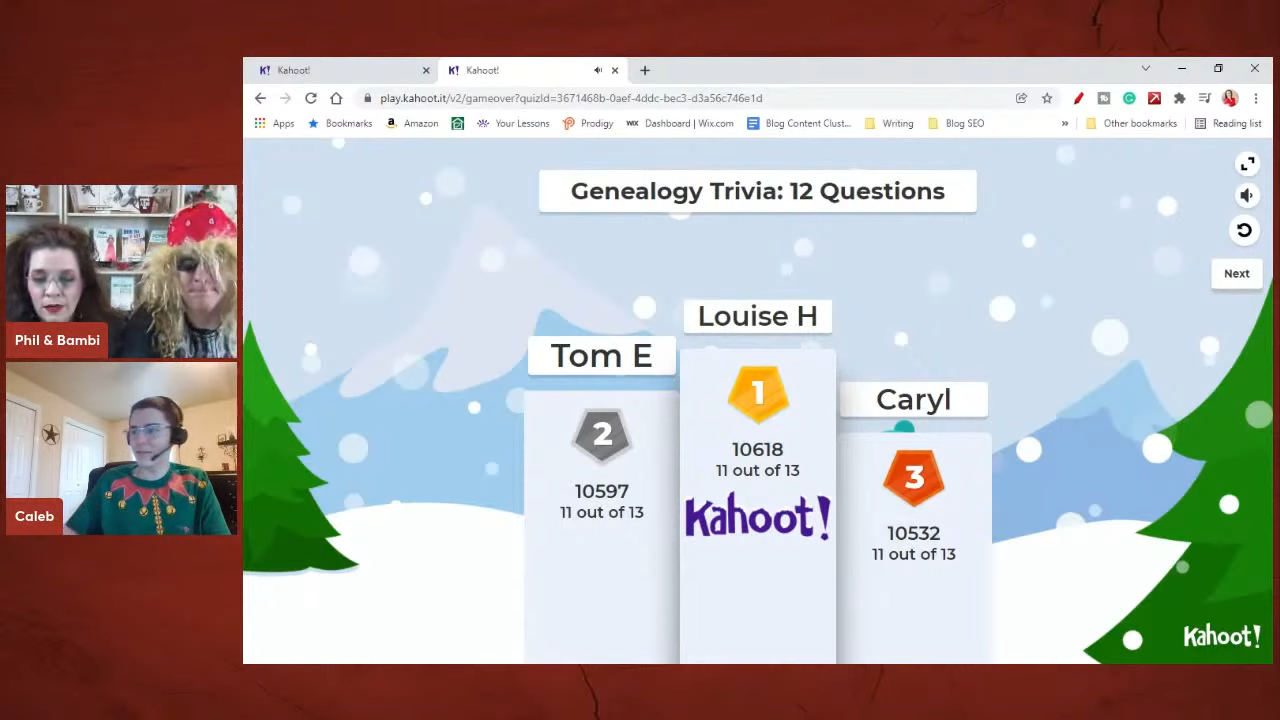 Kahoot!
Kahoot!
play.kahoot.it/v2/gameover?quizId=3671468b-0aef-4ddc-bec3-d3a56c746e1d
Apps
Bookmarks
Amazon
Your Lessons
Prodigy
WIX
Dashboard | Wix.com
Blog Content Clust...
Writing
Blog SEO
»
Other bookmarks
Reading list
Genealogy Trivia: 12 Questions
Next
Louise H
Tom E
Caryl
1
10618
11 out of 13
Kahoot!
2
10597
11 out of 13
3
10532
11 out of 13
Kahoot!
Phil & Bambi
Caleb